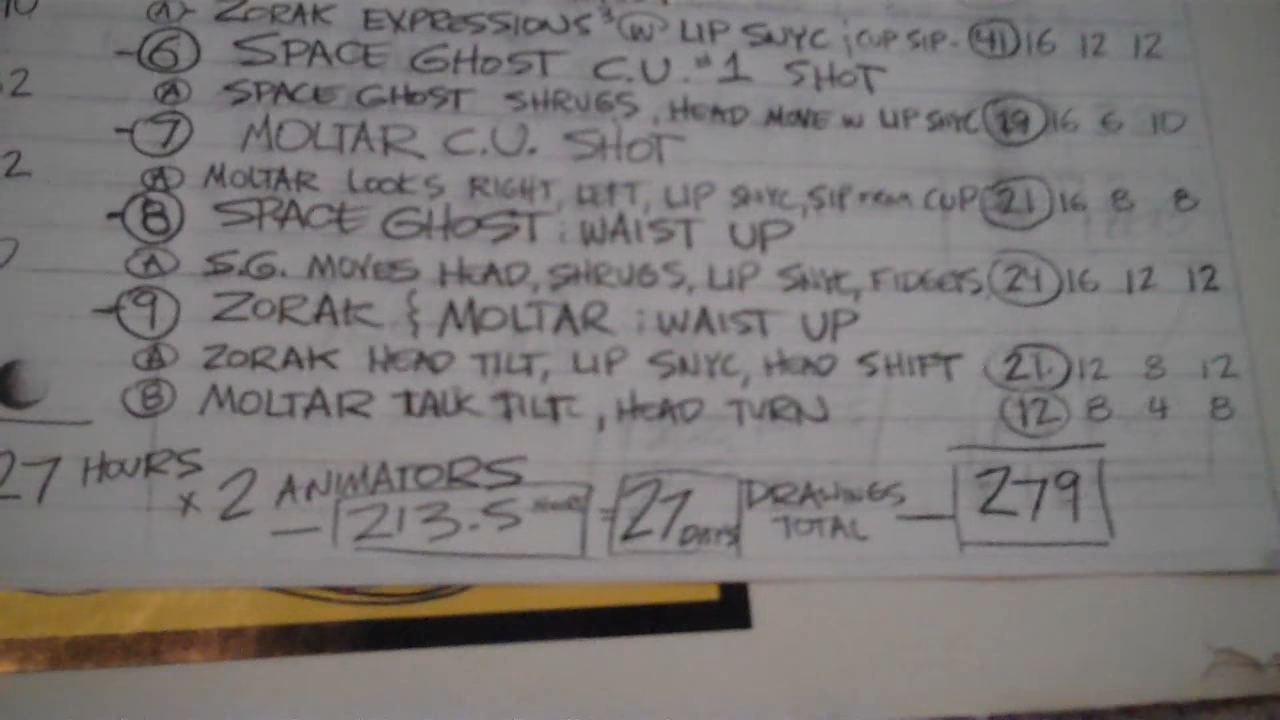 10 Ⓐ ZORAK EXPRESSIONS W LIP SNYC ; CUP SIP - 41 16 12 12
- 6 SPACE GHOST C.U. #1 SHOT
2 A SPACE GHOST SHRUGS, HEAD MOVE W LIP SNYC 19 16 6 10
- 7 MOLTAR C.U. SHOT
2 A MOLTAR LOOKS RIGHT, LEFT, LIP SNYC, SIP FROM CUP 21 16 8 8
- 8 SPACE GHOST : WAIST UP
A S.G. MOVES HEAD, SHRUGS, LIP SNYC, FIDGETS 24 16 12 12
- 9 ZORAK & MOLTAR : WAIST UP
A ZORAK HEAD TILT, LIP SNYC, HEAD SHIFT 21 12 8 12
B MOLTAR TALK TILT, HEAD TURN 12 8 4 8
27 HOURS x 2 ANIMATORS
— 213.5 = 27 DAYS DRAWINGS TOTAL — 279